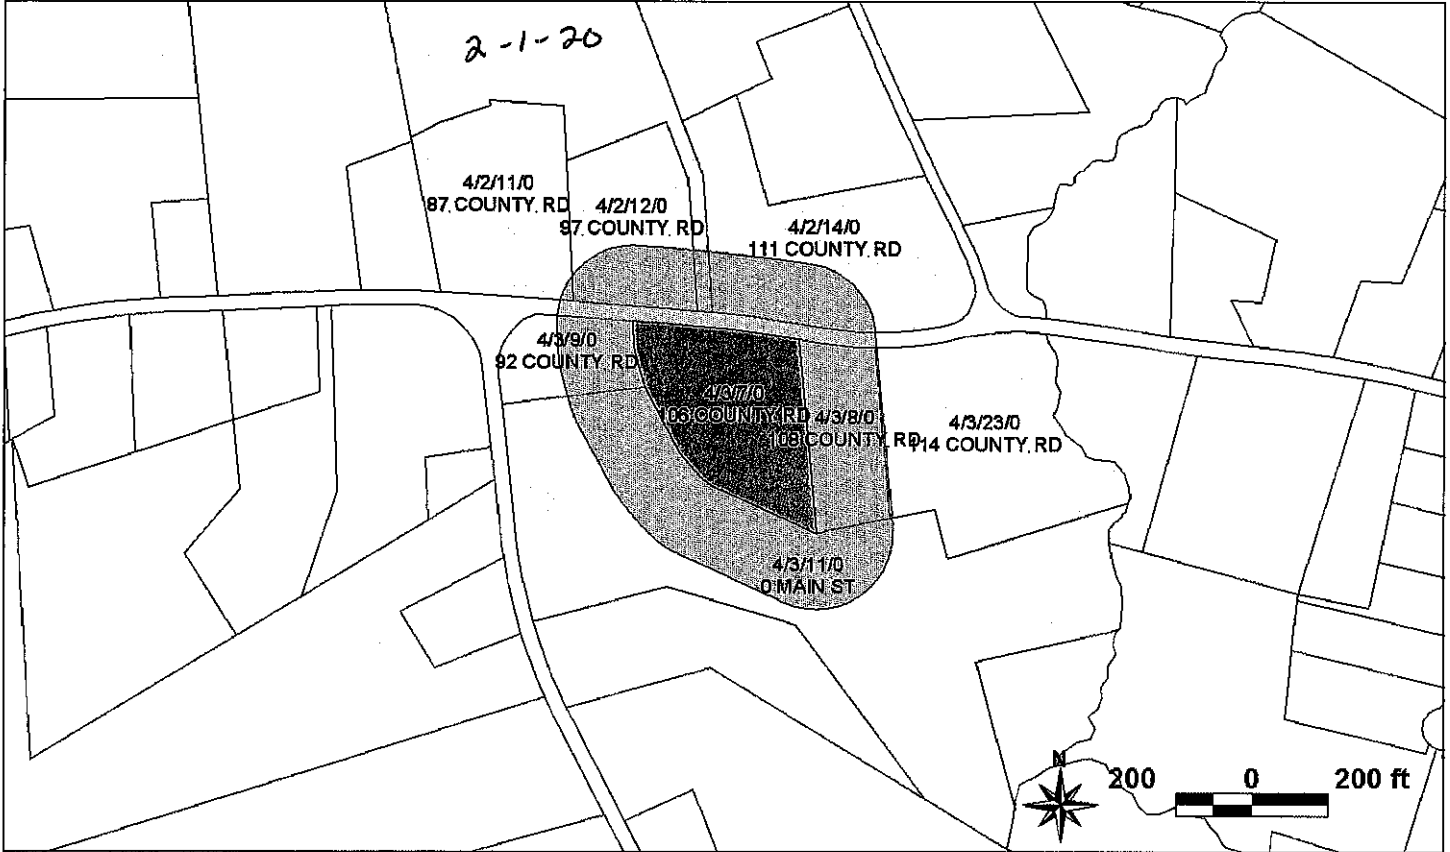 2-1-20
4/2/11/0
87 COUNTY RD
4/2/12/0
97 COUNTY RD
4/2/14/0
111 COUNTY RD
4/3/9/0
92 COUNTY RD
4/3/7/0
106 COUNTY RD
4/3/8/0
108 COUNTY RD
4/3/23/0
114 COUNTY RD
4/3/11/0
0 MAIN ST
N
200 0 200 ft